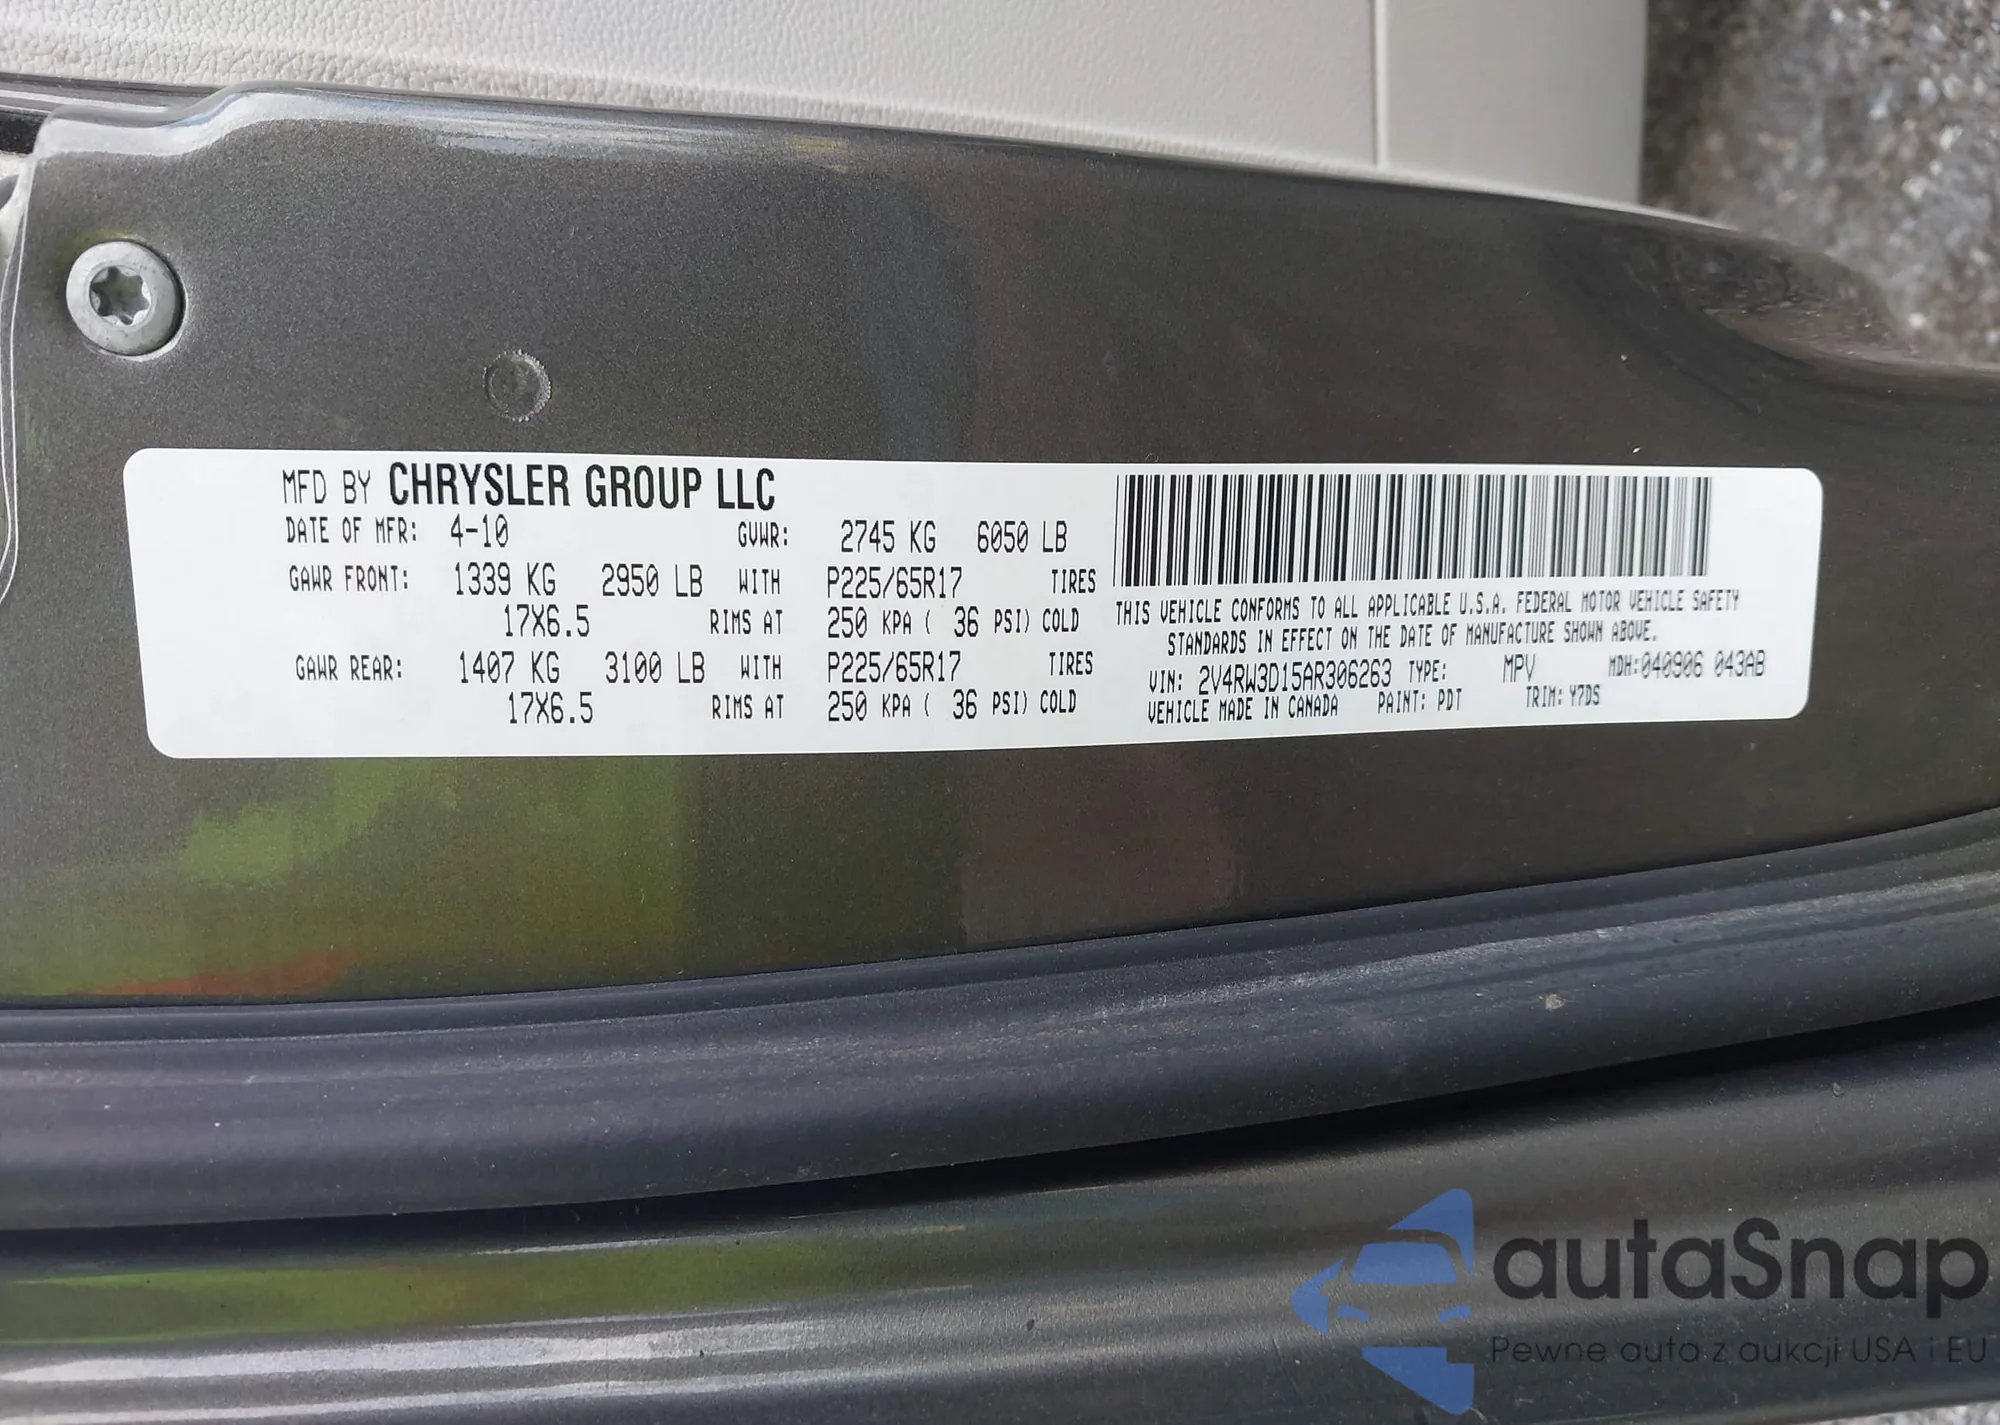 MFD BY CHRYSLER GROUP LLC
DATE OF MFR: 4-10 GVWR: 2745 KG 6050 LB
GAWR FRONT: 1339 KG 2950 LB WITH P225/65R17 TIRES
17X6.5 RIMS AT 250 KPA ( 36 PSI) COLD
GAWR REAR: 1407 KG 3100 LB WITH P225/65R17 TIRES
17X6.5 RIMS AT 250 KPA ( 36 PSI) COLD
THIS VEHICLE CONFORMS TO ALL APPLICABLE U.S.A. FEDERAL MOTOR VEHICLE SAFETY
STANDARDS IN EFFECT ON THE DATE OF MANUFACTURE SHOWN ABOVE.
VIN: 2V4RW3D15AR306263 TYPE: MPV MDH:040906 043AB
VEHICLE MADE IN CANADA PAINT: PDT TRIM: Y7DS
autaSnap
Pewne auta z aukcji USA i EU